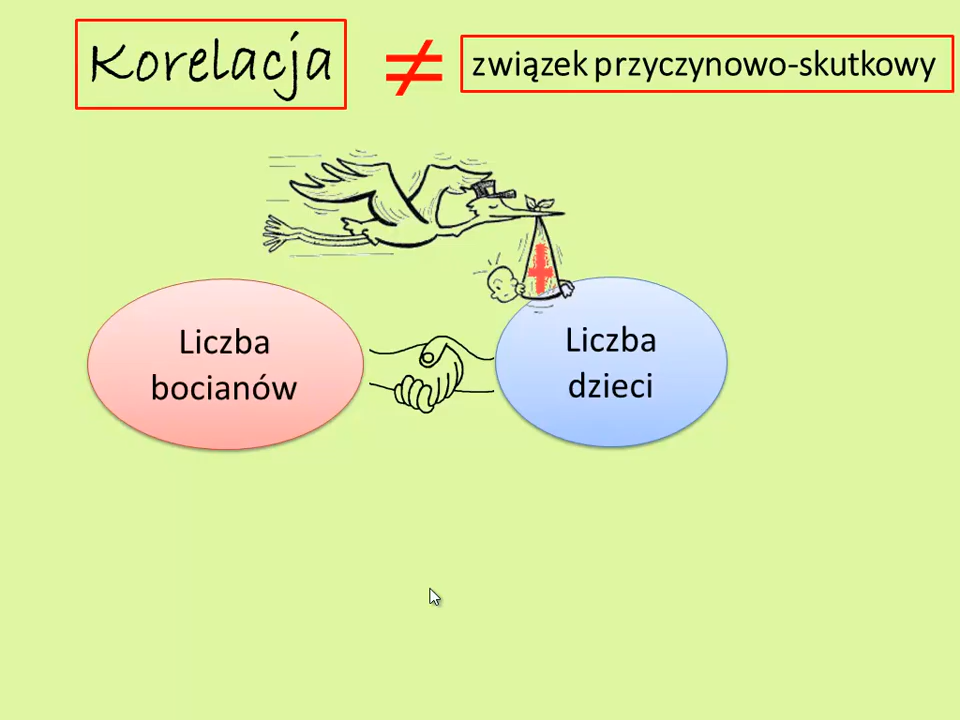 Korelacja ≠ związek przyczynowo-skutkowy
Liczba
bocianów
Liczba
dzieci